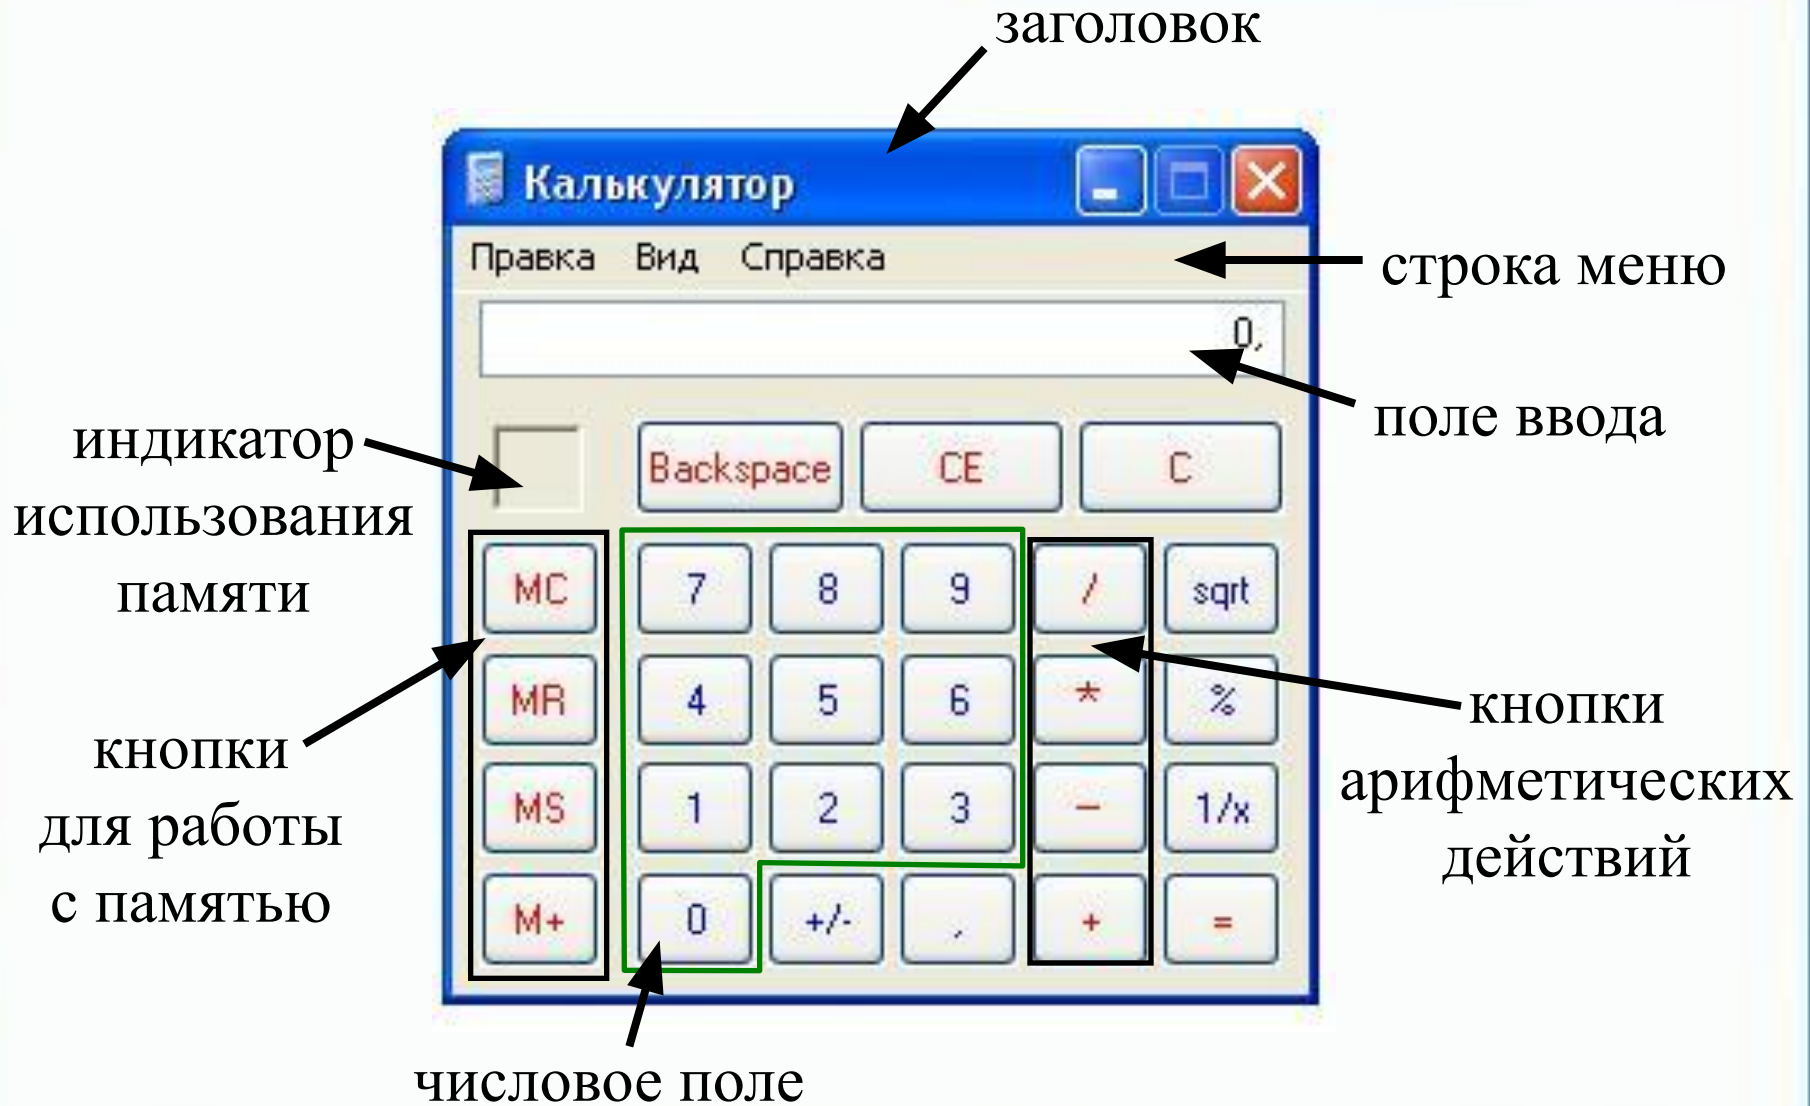 заголовок
Калькулятор
Правка Вид Справка
строка меню
0,
поле ввода
индикатор
использования
памяти
Backspace CE C
MC 7 8 9 / sqrt
MR 4 5 6 * %
кнопки
для работы
с памятью
кнопки
арифметических
действий
MS 1 2 3 - 1/x
M+ 0 +/- , + =
числовое поле